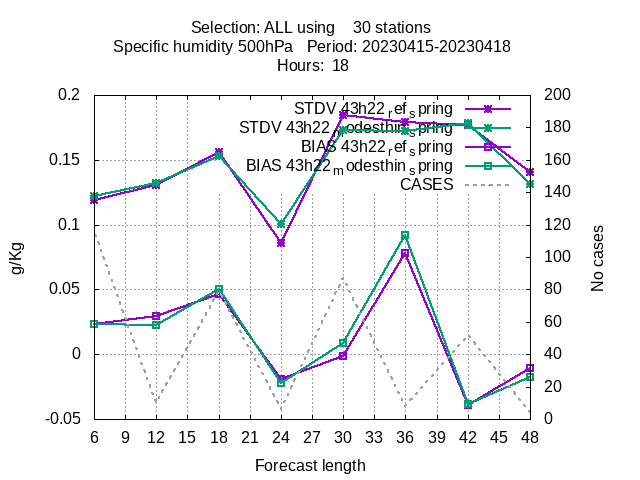 Selection: ALL using    30 stations
Specific humidity 500hPa   Period: 20230415-20230418
Hours:  18
0.2
0.15
0.1
0.05
0
-0.05
g/Kg
STDV 43h22_ref_spring
STDV 43h22_modesthin_spring
BIAS 43h22_ref_spring
BIAS 43h22_modesthin_spring
CASES
200
180
160
140
120
100
80
60
40
20
0
No cases
6 9 12 15 18 21 24 27 30 33 36 39 42 45 48
Forecast length